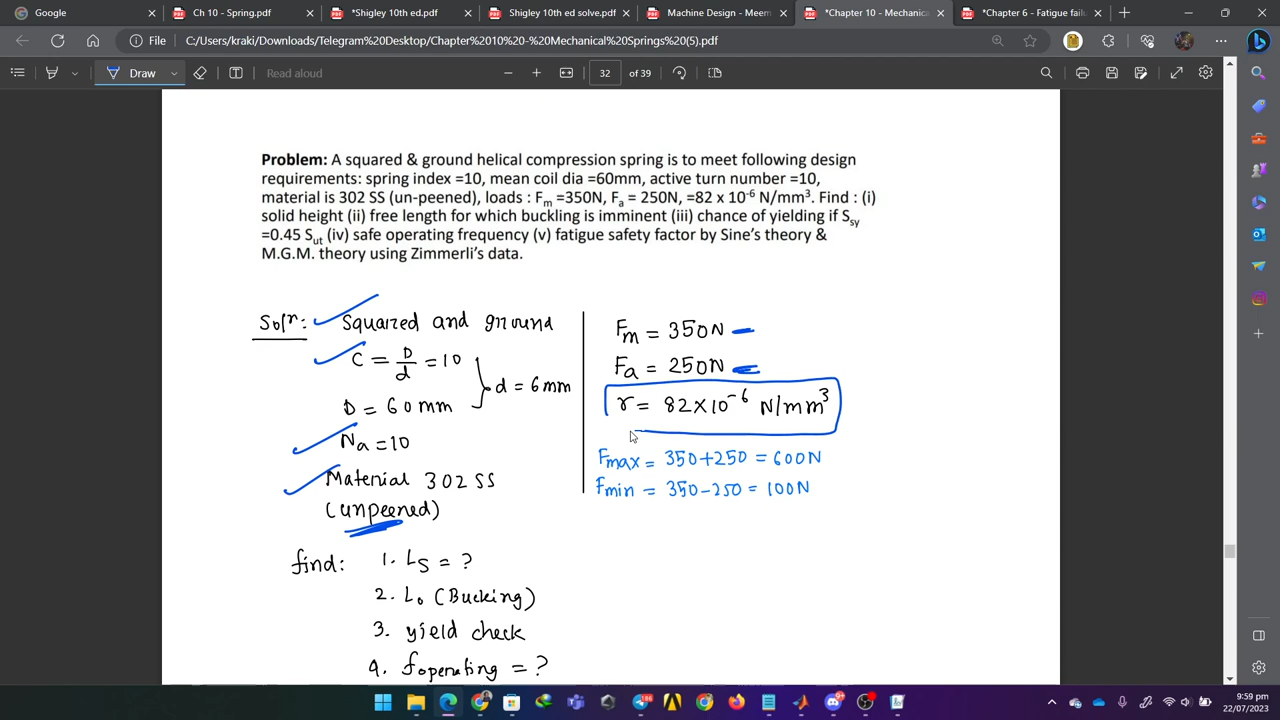 Google
Ch 10 - Spring.pdf
*Shigley 10th ed.pdf
Shigley 10th ed solve.pdf
Machine Design - Meem
*Chapter 10 - Mechanica
*Chapter 6 - Fatigue failu
File
C:/Users/kraki/Downloads/Telegram%20Desktop/Chapter%2010%20-%20Mechanical%20Springs%20(5).pdf
Draw
Read aloud
32
of 39
Problem: A squared & ground helical compression spring is to meet following design
requirements: spring index =10, mean coil dia =60mm, active turn number =10,
material is 302 SS (un-peened), loads : Fm =350N, Fa = 250N, =82 x 10-6 N/mm3. Find : (i)
solid height (ii) free length for which buckling is imminent (iii) chance of yielding if Ssy
=0.45 Sut (iv) safe operating frequency (v) fatigue safety factor by Sine's theory &
M.G.M. theory using Zimmerli's data.
Soln:
Squared and ground
C = D/d = 10
D = 60 mm
d = 6 mm
Na = 10
Material 302 SS
(unpeened)
find: 1. LS = ?
2. Lo (Bucking)
3. yield check
4. foperating = ?
Fm = 350N
Fa = 250N
r = 82×10-6 N/mm3
Fmax = 350+250 = 600N
Fmin = 350-250 = 100N
186
9:59 pm
22/07/2023